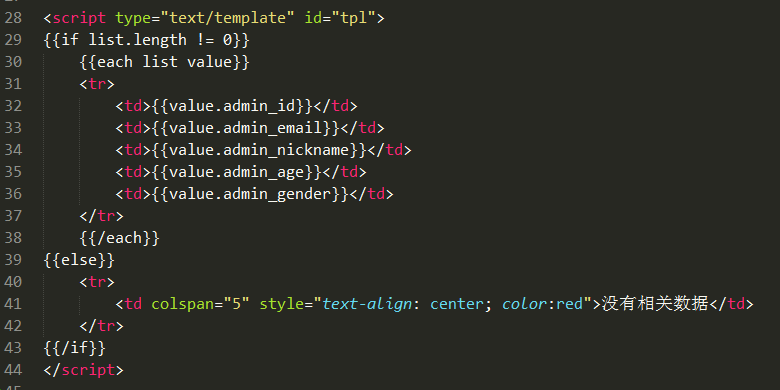 28 <script type="text/template" id="tpl">
29 {{if list.length != 0}}
30 {{each list value}}
31 <tr>
32 <td>{{value.admin_id}}</td>
33 <td>{{value.admin_email}}</td>
34 <td>{{value.admin_nickname}}</td>
35 <td>{{value.admin_age}}</td>
36 <td>{{value.admin_gender}}</td>
37 </tr>
38 {{/each}}
39 {{else}}
40 <tr>
41 <td colspan="5" style="text-align: center; color:red">没有相关数据</td>
42 </tr>
43 {{/if}}
44 </script>